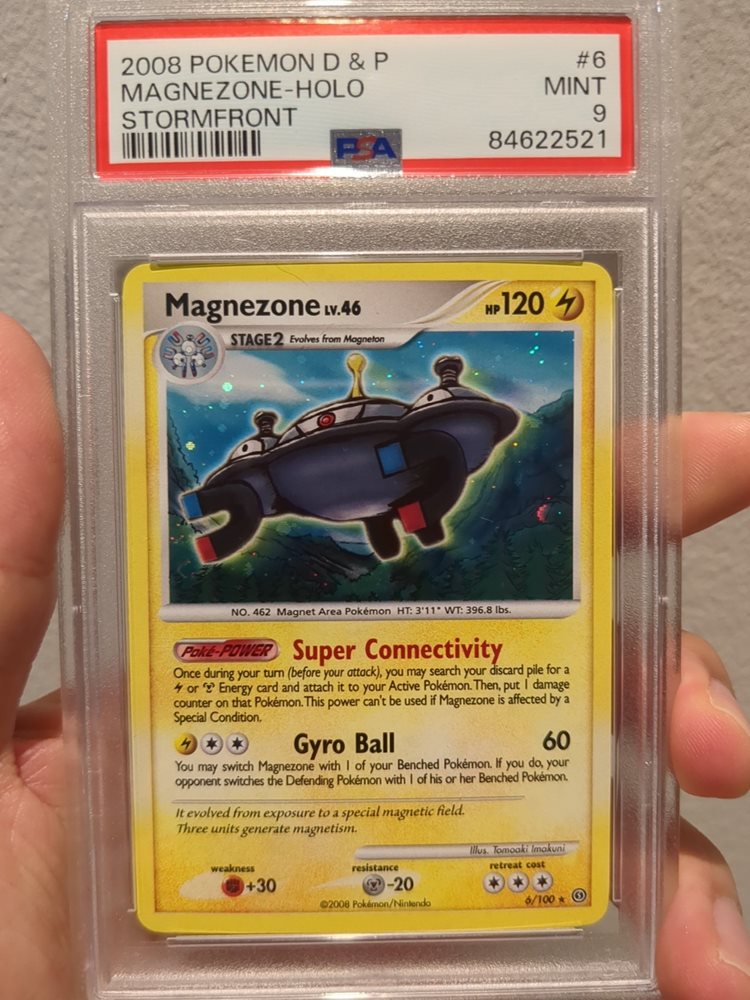 2008 POKEMON D & P #6
MAGNEZONE-HOLO MINT
STORMFRONT 9
PSA 84622521
Magnezone LV.46 HP 120
STAGE2 Evolves from Magneton
NO. 462 Magnet Area Pokémon HT: 3'11" WT: 396.8 lbs.
Poké-POWER Super Connectivity
Once during your turn (before your attack), you may search your discard pile for a
or Energy card and attach it to your Active Pokémon. Then, put 1 damage
counter on that Pokémon. This power can't be used if Magnezone is affected by a
Special Condition.
Gyro Ball 60
You may switch Magnezone with 1 of your Benched Pokémon. If you do, your
opponent switches the Defending Pokémon with 1 of his or her Benched Pokémon.
It evolved from exposure to a special magnetic field.
Three units generate magnetism.
Illus. Tomoaki Imakuni
weakness resistance retreat cost
+30 -20
6/100 ★
©2008 Pokémon/Nintendo